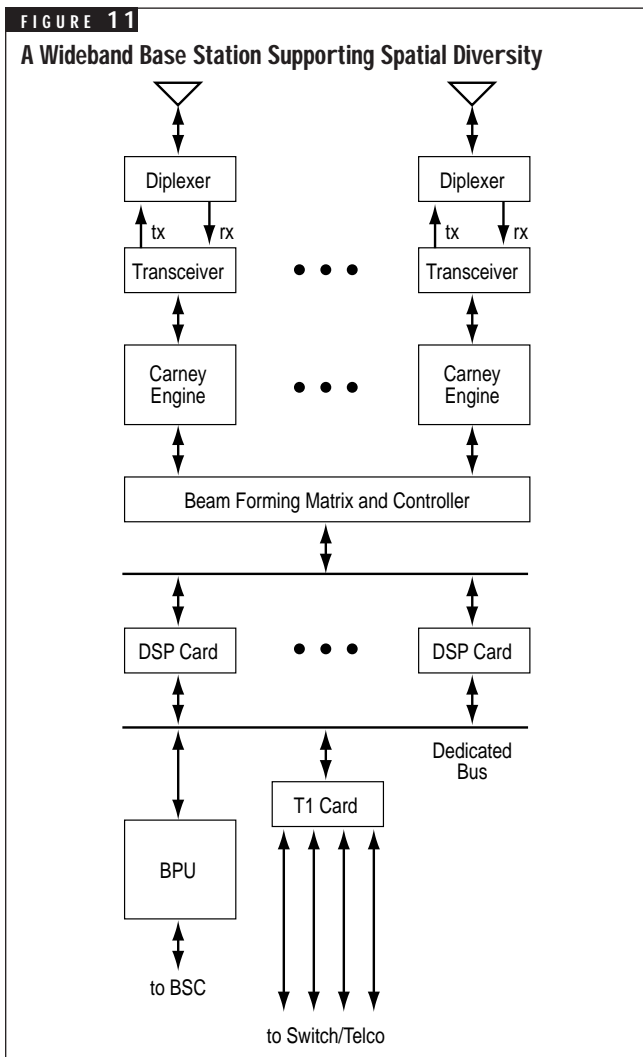 FIGURE 11
A Wideband Base Station Supporting Spatial Diversity
Diplexer
Diplexer
tx
rx
tx
rx
Transceiver
Transceiver
Carney
Engine
Carney
Engine
Beam Forming Matrix and Controller
DSP Card
DSP Card
Dedicated
Bus
T1 Card
BPU
to BSC
to Switch/Telco